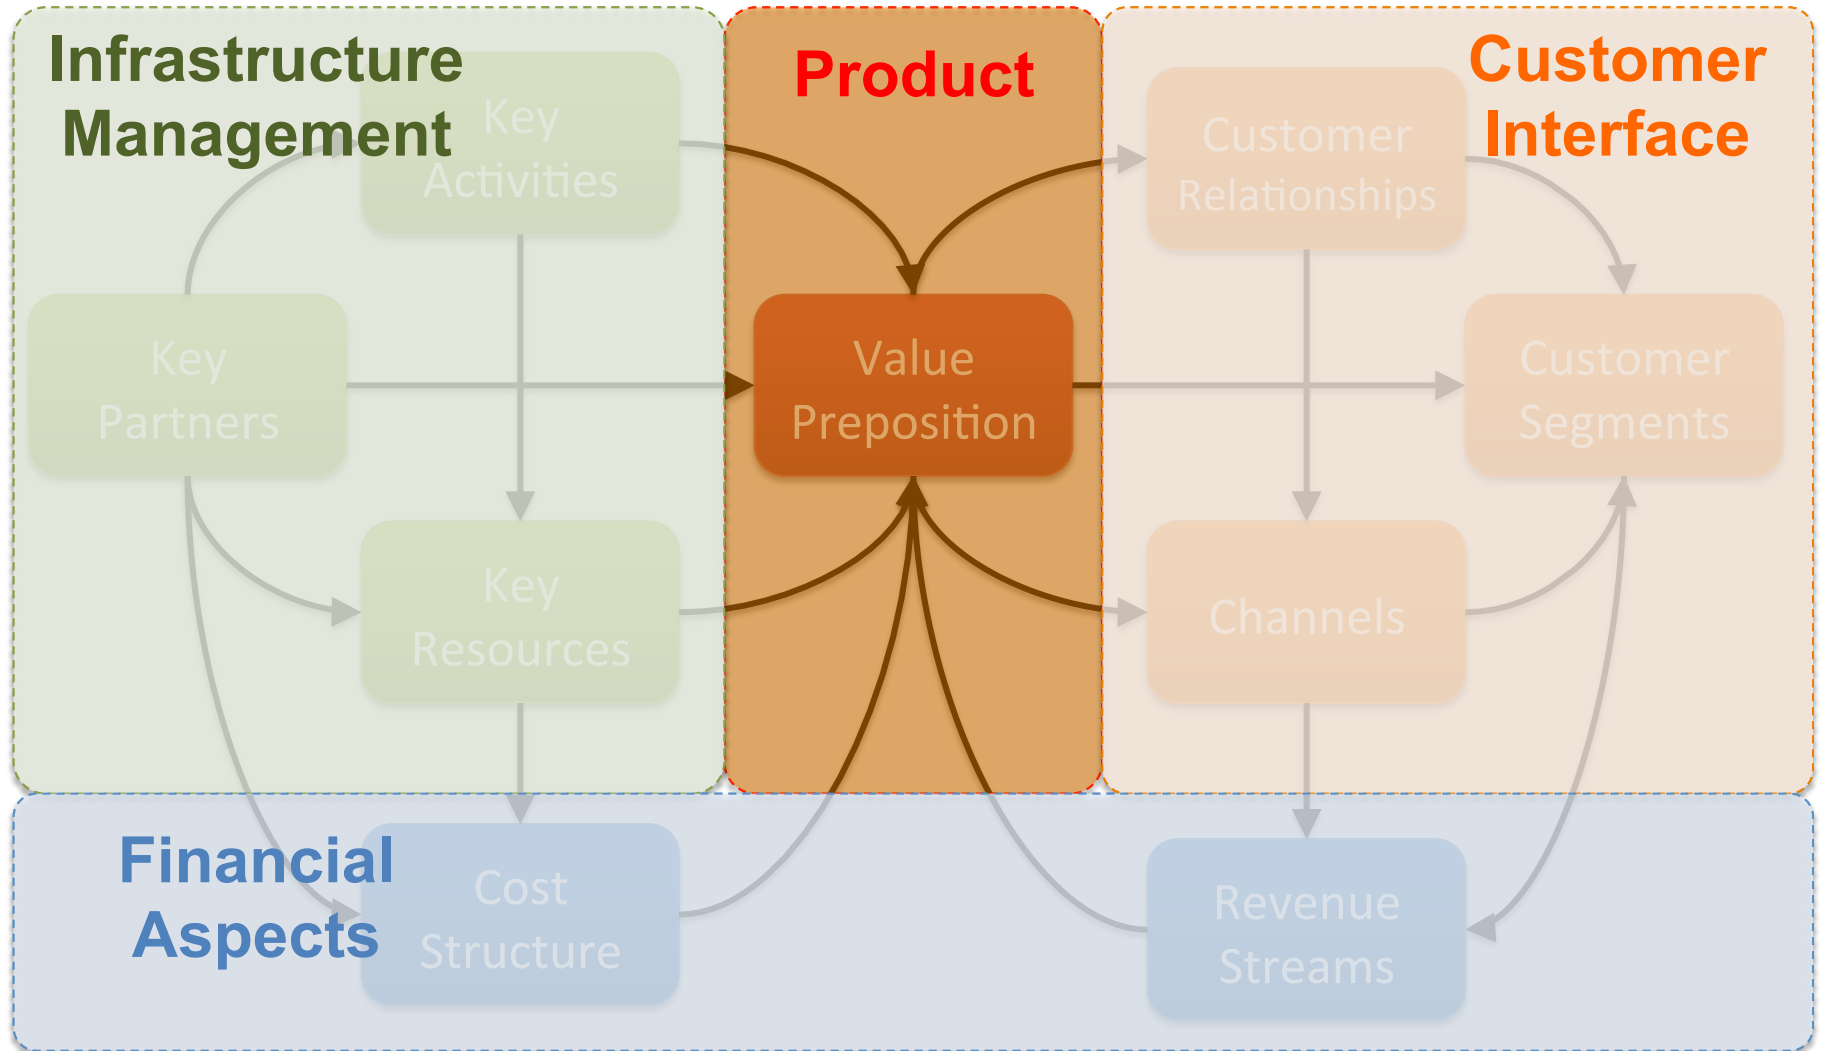 Infrastructure
Management
Product
Customer
Interface
Key
Activities
Customer
Relationships
Key
Partners
Value
Preposition
Customer
Segments
Key
Resources
Channels
Financial
Aspects
Cost
Structure
Revenue
Streams